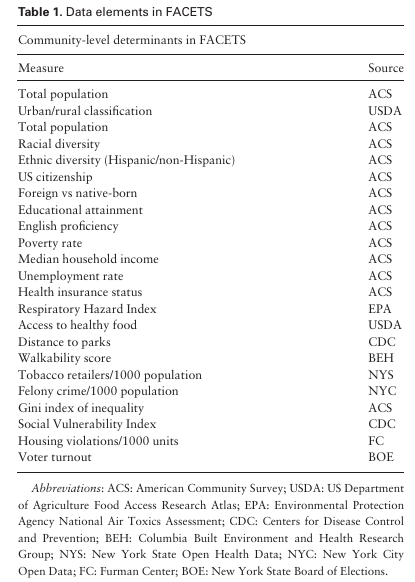 Table 1. Data elements in FACETS
Community-level determinants in FACETS
Measure Source
Total population ACS
Urban/rural classification USDA
Total population ACS
Racial diversity ACS
Ethnic diversity (Hispanic/non-Hispanic) ACS
US citizenship ACS
Foreign vs native-born ACS
Educational attainment ACS
English proficiency ACS
Poverty rate ACS
Median household income ACS
Unemployment rate ACS
Health insurance status ACS
Respiratory Hazard Index EPA
Access to healthy food USDA
Distance to parks CDC
Walkability score BEH
Tobacco retailers/1000 population NYS
Felony crime/1000 population NYC
Gini index of inequality ACS
Social Vulnerability Index CDC
Housing violations/1000 units FC
Voter turnout BOE
Abbreviations: ACS: American Community Survey; USDA: US Department
of Agriculture Food Access Research Atlas; EPA: Environmental Protection
Agency National Air Toxics Assessment; CDC: Centers for Disease Control
and Prevention; BEH: Columbia Built Environment and Health Research
Group; NYS: New York State Open Health Data; NYC: New York City
Open Data; FC: Furman Center; BOE: New York State Board of Elections.